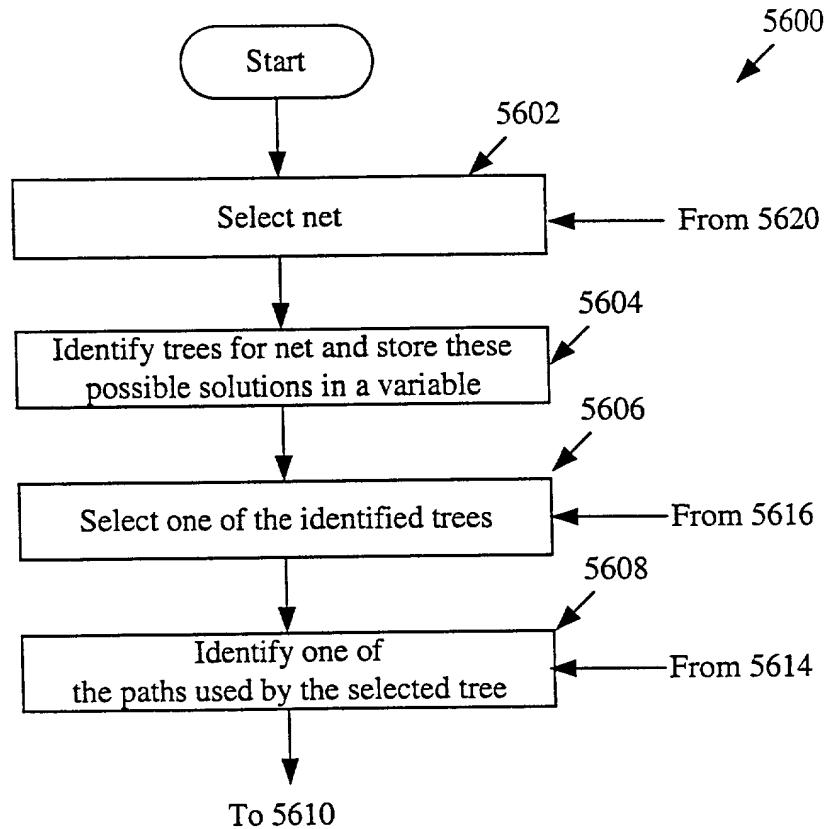 5600
Start
5602
Select net
From 5620
5604
Identify trees for net and store these
possible solutions in a variable
5606
Select one of the identified trees
From 5616
5608
Identify one of
the paths used by the selected tree
From 5614
To 5610